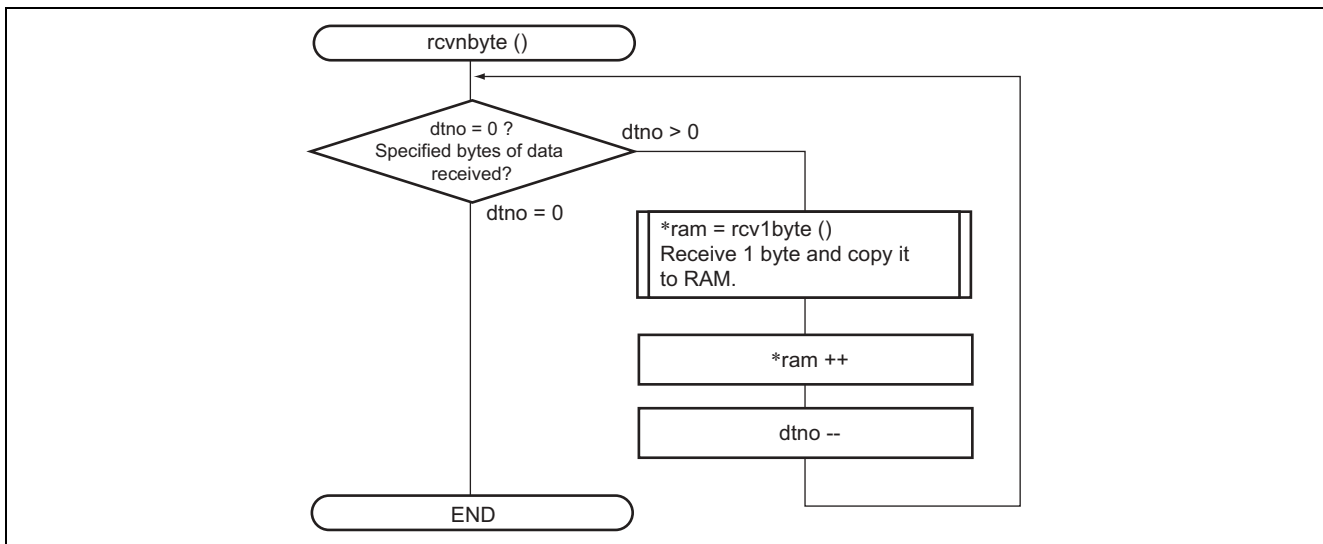 rcvnbyte ()
dtno = 0 ?
Specified bytes of data
received?
dtno > 0
dtno = 0
*ram = rcv1byte ()
Receive 1 byte and copy it
to RAM.
*ram ++
dtno --
END